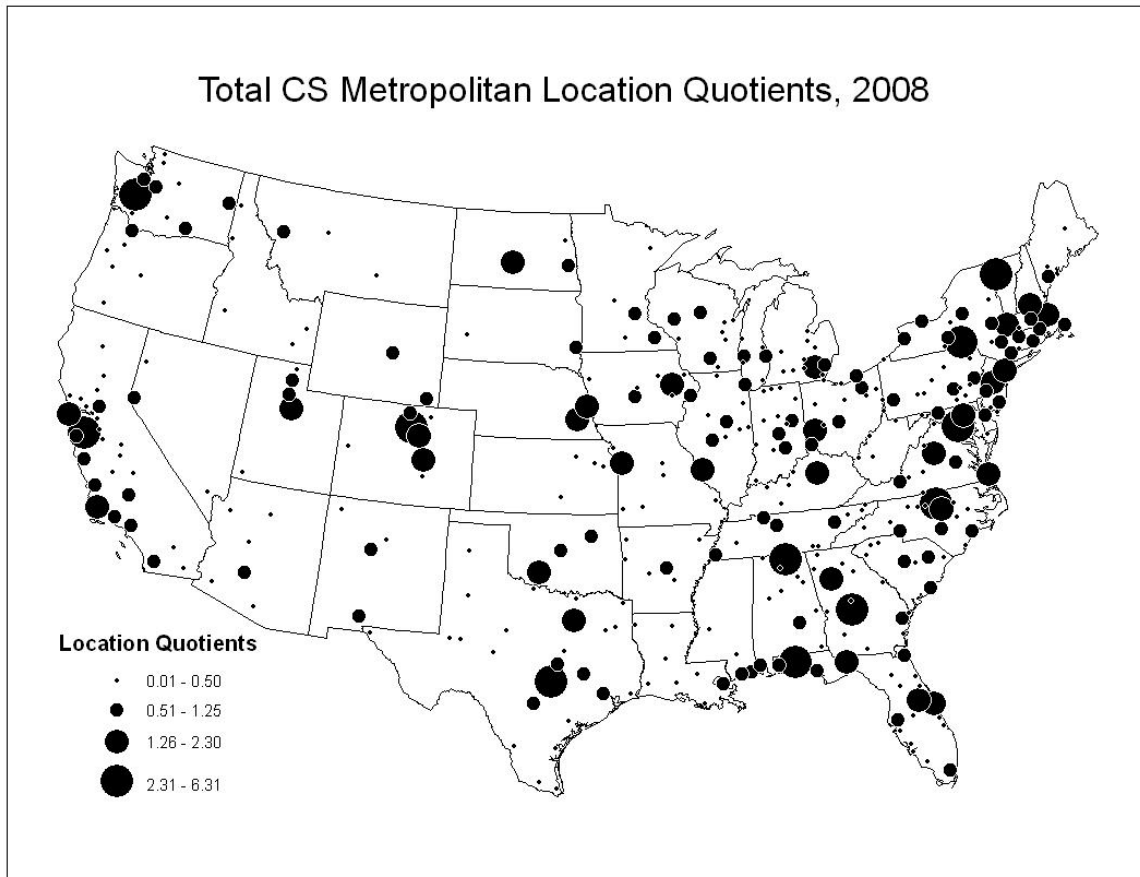 Total CS Metropolitan Location Quotients, 2008
Location Quotients
0.01 - 0.50
0.51 - 1.25
1.26 - 2.30
2.31 - 6.31